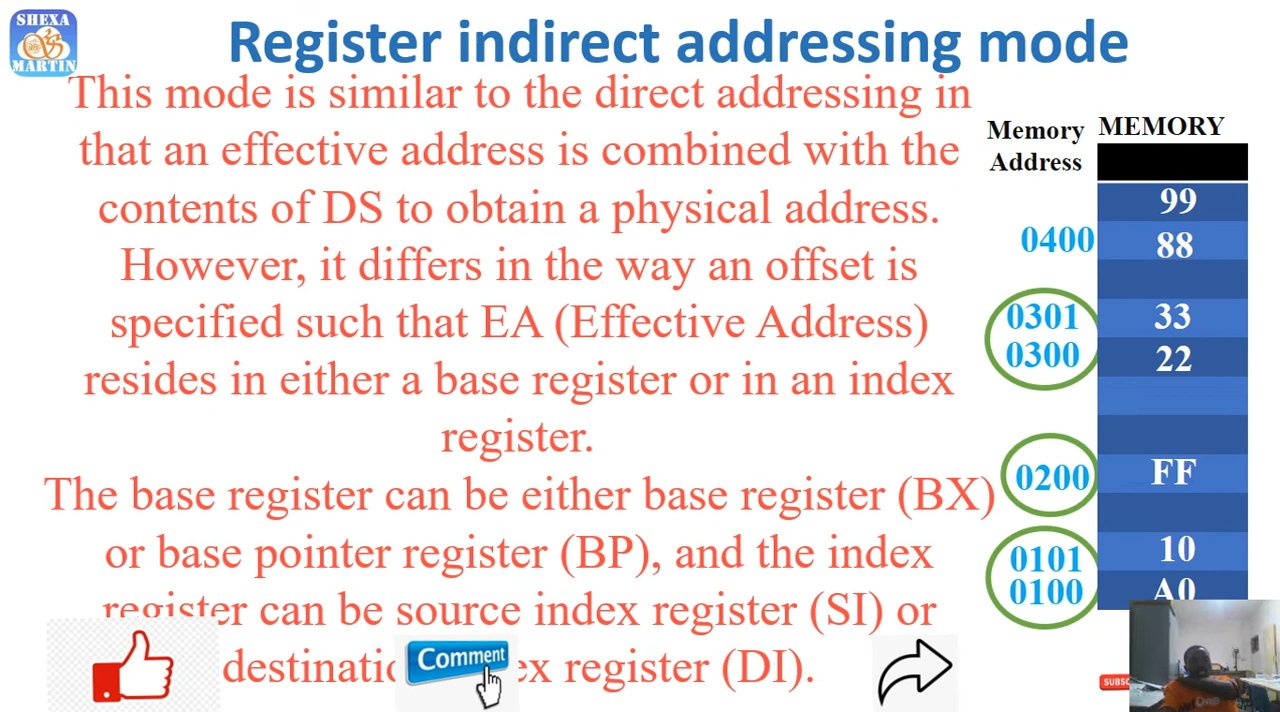 SHEXA
MARTIN
Register indirect addressing mode
This mode is similar to the direct addressing in
that an effective address is combined with the
contents of DS to obtain a physical address.
However, it differs in the way an offset is
specified such that EA (Effective Address)
resides in either a base register or in an index
register.
The base register can be either base register (BX)
or base pointer register (BP), and the index
register can be source index register (SI) or
destinatio ex register (DI).
Comment
Memory
Address
MEMORY
99
0400 88
0301 33
0300 22
0200 FF
0101 10
0100 A0
SUBSC